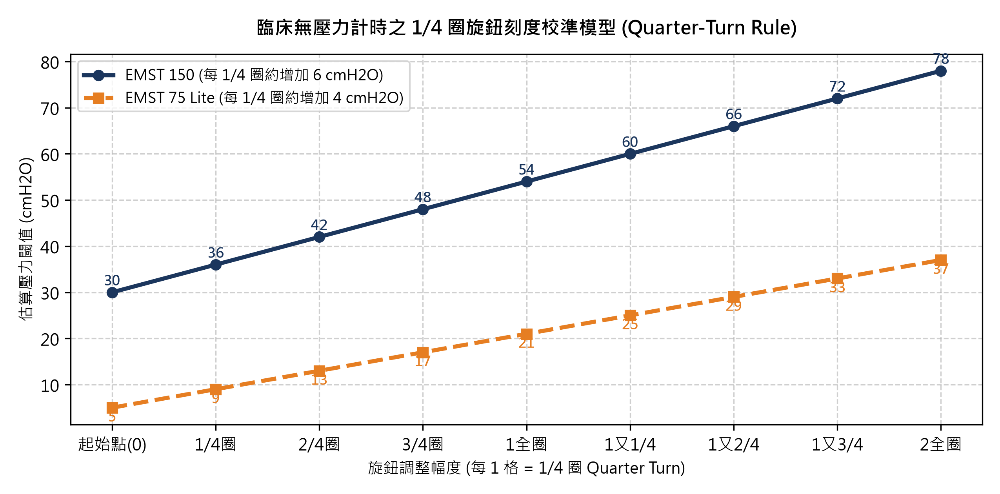 臨床無壓力計時之 1/4 圈旋鈕刻度校準模型 (Quarter-Turn Rule)
EMST 150 (每 1/4 圈約增加 6 cmH2O)
EMST 75 Lite (每 1/4 圈約增加 4 cmH2O)
估算壓力閾值 (cmH2O)
80
70
60
50
40
30
20
10
30
36
42
48
54
60
66
72
78
5
9
13
17
21
25
29
33
37
起始點(0)
1/4圈
2/4圈
3/4圈
1全圈
1又1/4
1又2/4
1又3/4
2全圈
旋鈕調整幅度 (每 1 格 = 1/4 圈 Quarter Turn)